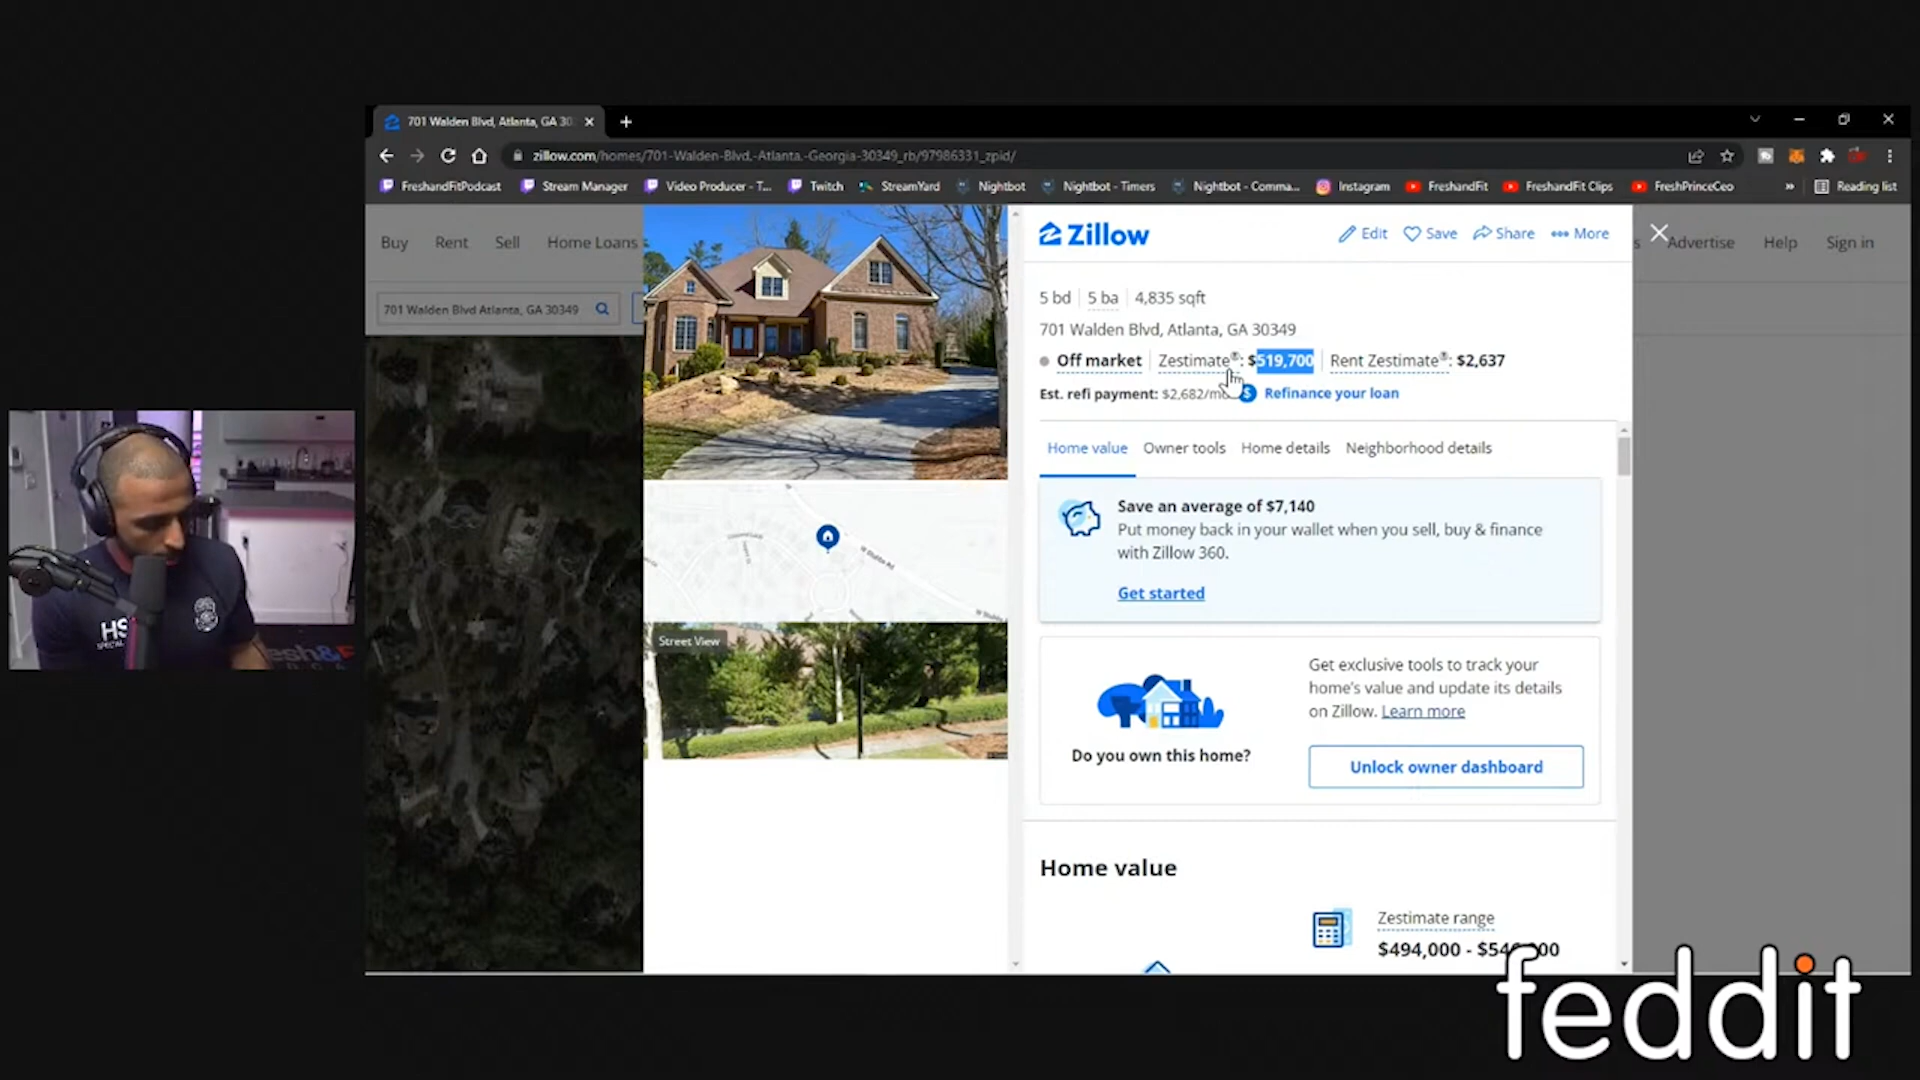 701 Walden Blvd, Atlanta, GA 30
zillow.com/homes/701-Walden-Blvd,-Atlanta,-Georgia-30349_rb/97986331_zpid/
FreshandFitPodcast Stream Manager Video Producer - T... Twitch StreamYard Nightbot Nightbot - Timers Nightbot - Comma... Instagram FreshandFit FreshandFit Clips FreshPrinceCeo » Reading list
Buy Rent Sell Home Loans
s Advertise Help Sign in
701 Walden Blvd Atlanta, GA 30349
Zillow
Edit Save Share More
5 bd 5 ba 4,835 sqft
701 Walden Blvd, Atlanta, GA 30349
Off market Zestimate®: $519,700 Rent Zestimate®: $2,637
Est. refi payment: $2,682/mo $ Refinance your loan
Home value Owner tools Home details Neighborhood details
Save an average of $7,140
Put money back in your wallet when you sell, buy & finance
with Zillow 360.
Get started
Street View
Get exclusive tools to track your
home's value and update its details
on Zillow. Learn more
Do you own this home?
Unlock owner dashboard
Home value
Zestimate range
$494,000 -
HS
feddit